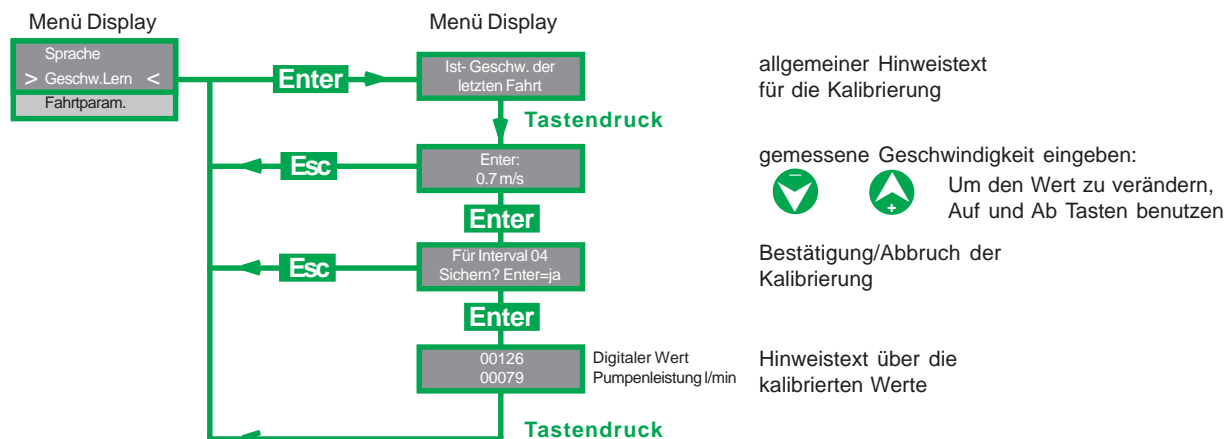 Menü Display
Menü Display
Sprache
> Geschw.Lern <
Fahrtparam.
Enter
Ist- Geschw. der
letzten Fahrt
allgemeiner Hinweistext
für die Kalibrierung
Tastendruck
Esc
Enter:
0.7 m/s
gemessene Geschwindigkeit eingeben:
Um den Wert zu verändern,
Auf und Ab Tasten benutzen
Enter
Esc
Für Interval 04
Sichern? Enter=ja
Bestätigung/Abbruch der
Kalibrierung
Enter
00126
00079
Digitaler Wert
Pumpenleistung l/min
Hinweistext über die
kalibrierten Werte
Tastendruck